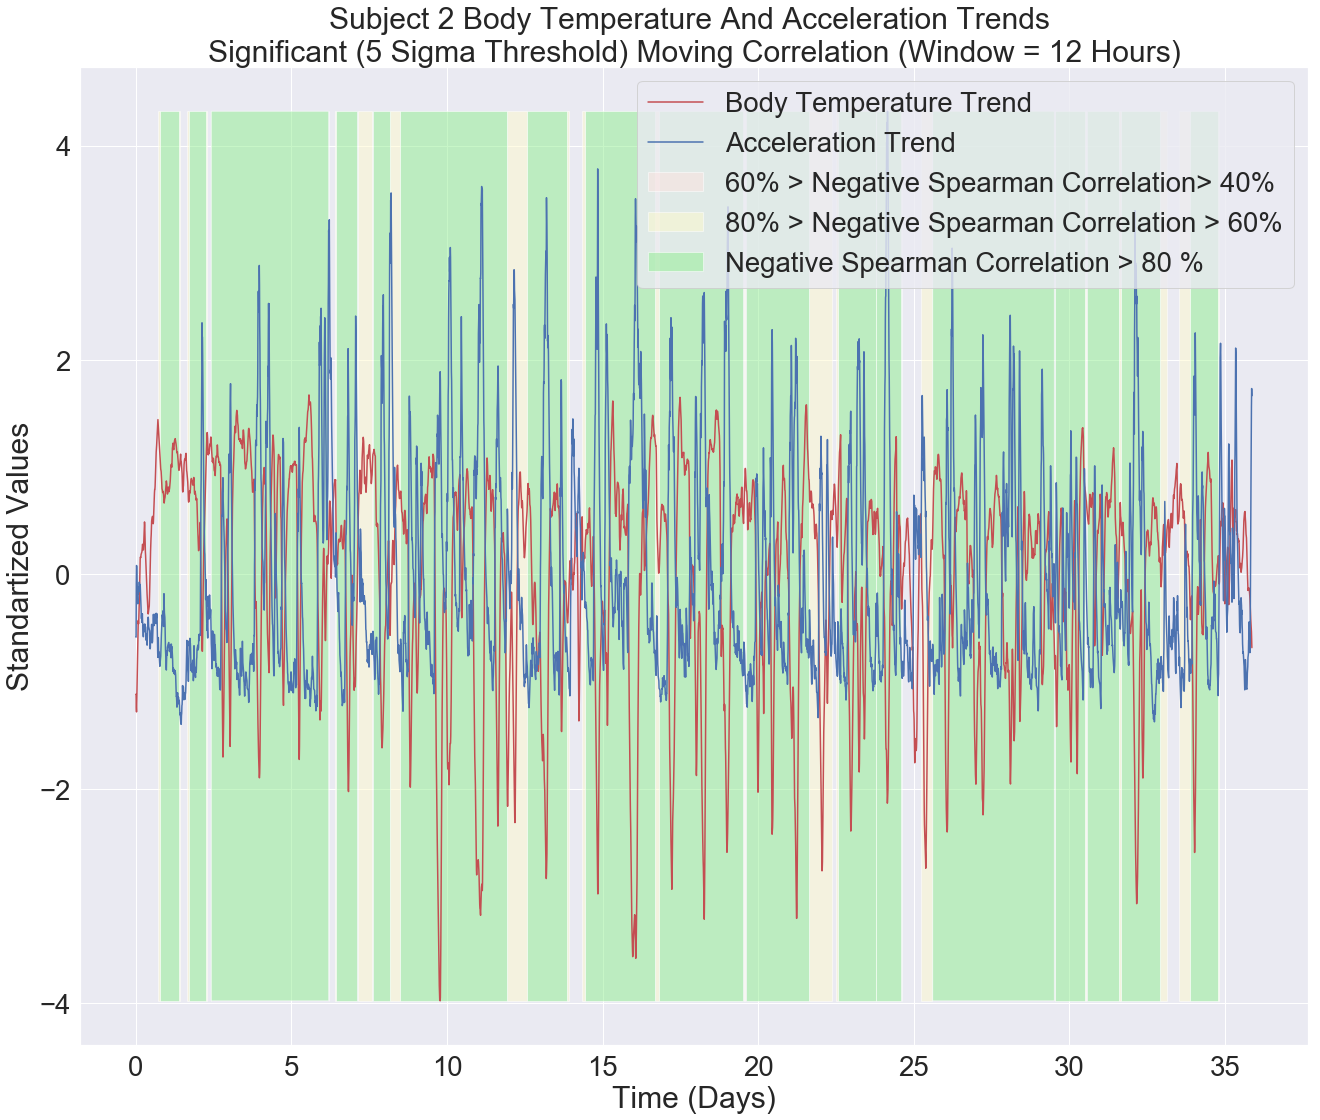 Subject 2 Body Temperature And Acceleration Trends
Significant (5 Sigma Threshold) Moving Correlation (Window = 12 Hours)
Body Temperature Trend
Acceleration Trend
60% > Negative Spearman Correlation> 40%
80% > Negative Spearman Correlation > 60%
Negative Spearman Correlation > 80 %
Standartized Values
4
2
0
−2
−4
0 5 10 15 20 25 30 35
Time (Days)